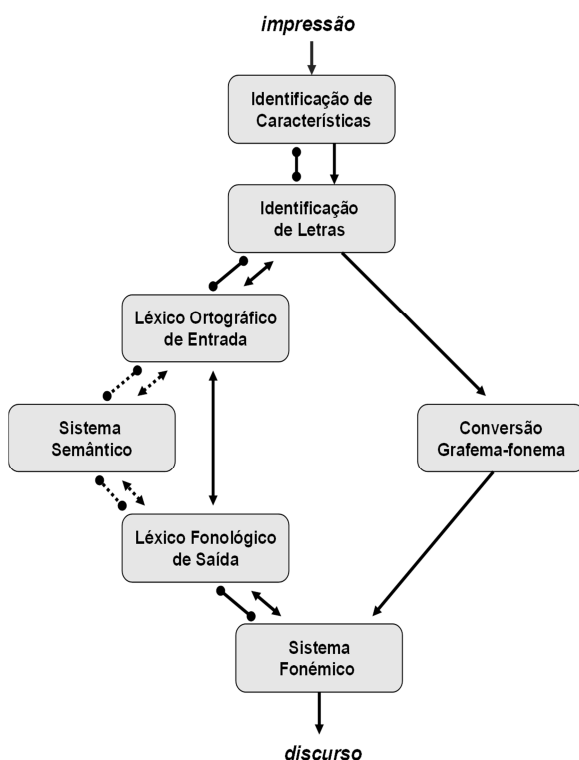 impressão
Identificação de
Características
Identificação
de Letras
Léxico Ortográfico
de Entrada
Sistema
Semântico
Conversão
Grafema-fonema
Léxico Fonológico
de Saída
Sistema
Fonémico
discurso